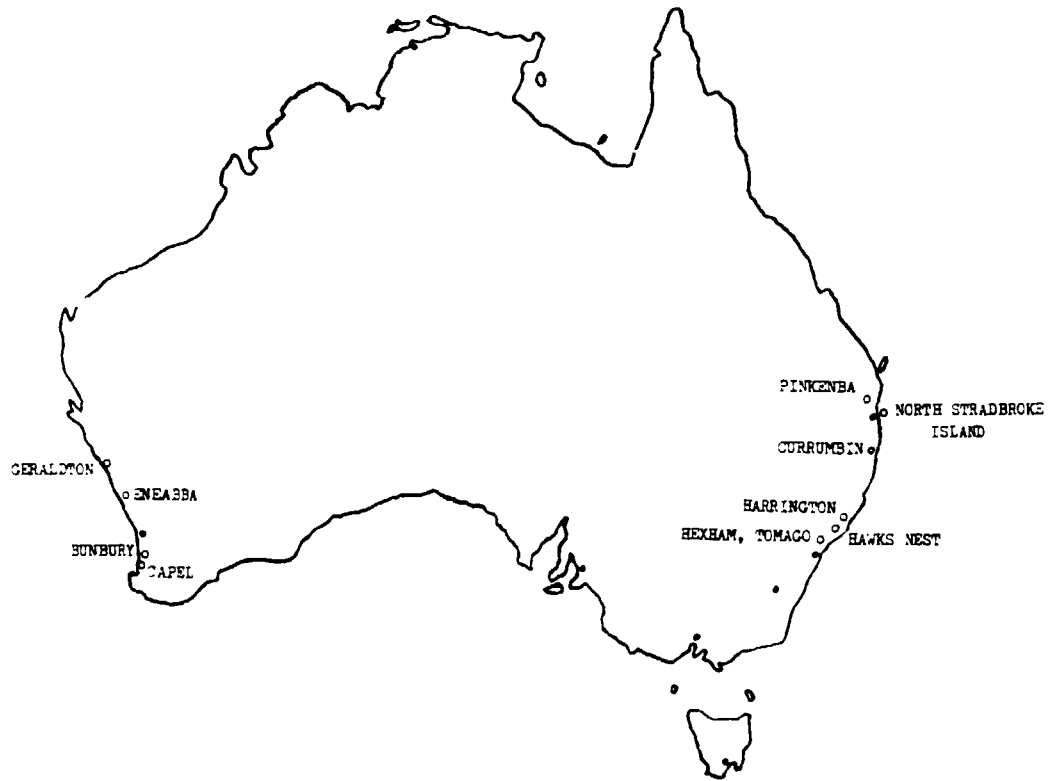 PINKENBA
NORTH STRADBROKE
ISLAND
CURRUMBIN
GERALDTON
ENEABBA
HARRINGTON
HEXHAM, TOMAGO
HAWKS NEST
BUNBURY
CAPEL